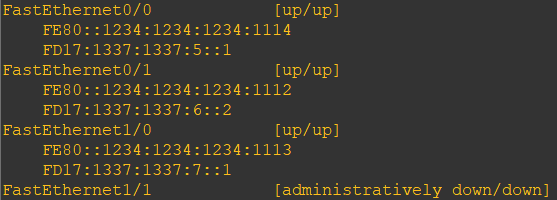 FastEthernet0/0            [up/up]
    FE80::1234:1234:1234:1114
    FD17:1337:1337:5::1
FastEthernet0/1            [up/up]
    FE80::1234:1234:1234:1112
    FD17:1337:1337:6::2
FastEthernet1/0            [up/up]
    FE80::1234:1234:1234:1113
    FD17:1337:1337:7::1
FastEthernet1/1            [administratively down/down]